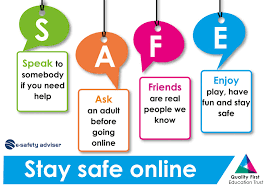 S
A
F
E
Speak to
somebody
if you need
help
Ask
an adult
before
going
online
Friends
are real
people we
know
Enjoy
play, have
fun and stay
safe
e-safety adviser
Stay safe online
Quality First
Education Trust